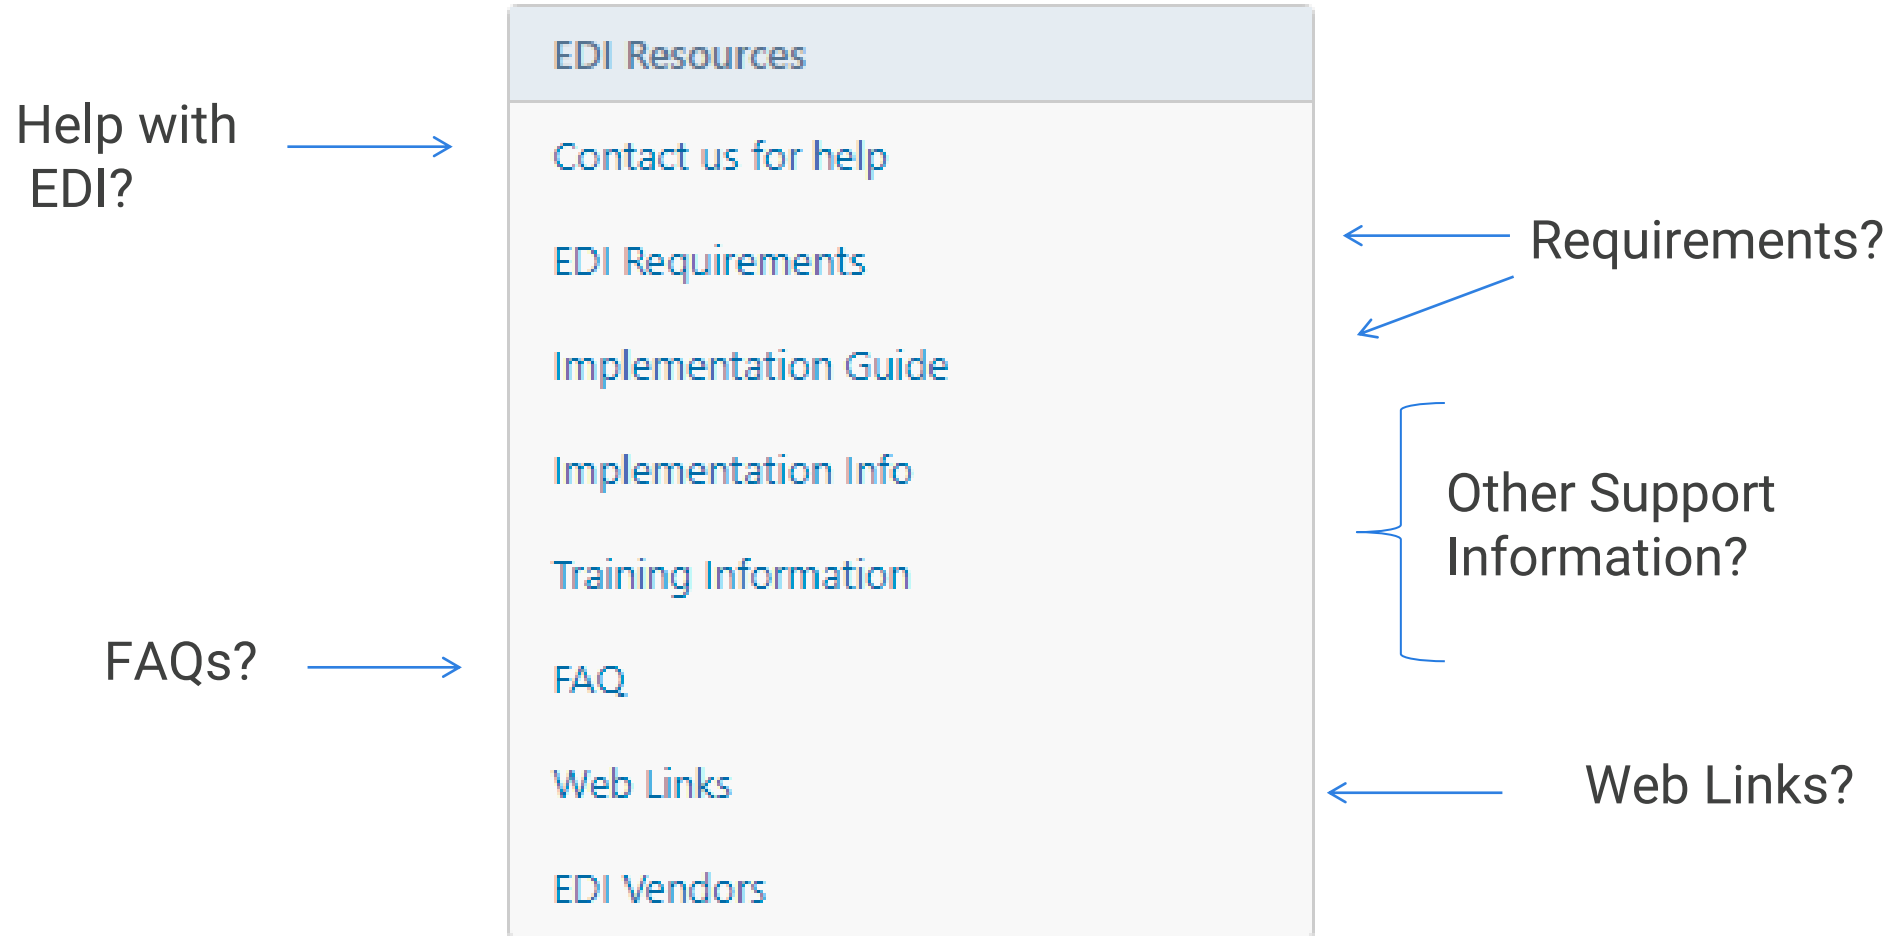 EDI Resources
Help with
EDI?
Contact us for help
EDI Requirements
Requirements?
Implementation Guide
Implementation Info
Other Support
Information?
Training Information
FAQs?
FAQ
Web Links
Web Links?
EDI Vendors